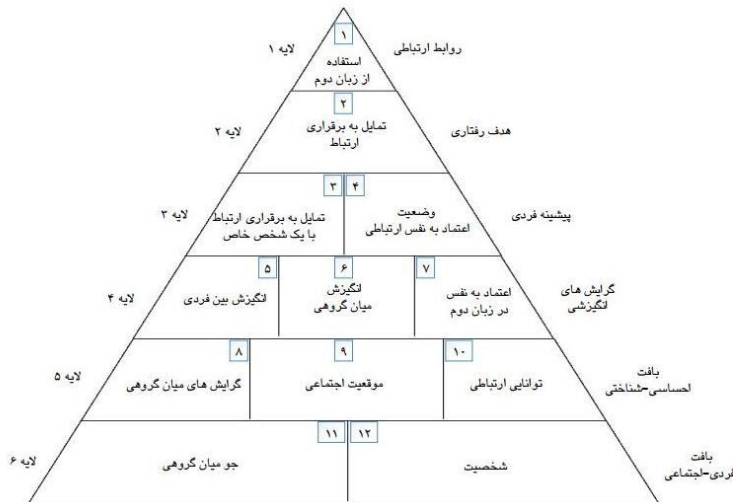 ۱
استفاده
از زبان دوم
لایه ۱
روابط ارتباطی
۲
تمایل به برقراری
ارتباط
لایه ۲
هدف رفتاری
۴
وضعیت
اعتماد به نفس ارتباطی
۳
تمایل به برقراری ارتباط
با یک شخص خاص
لایه ۳
پیشینه فردی
۷
اعتماد به نفس
در زبان دوم
۶
انگیزش
میان گروهی
۵
انگیزش بین فردی
لایه ۴
گرایش های
انگیزشی
۱۰
توانایی ارتباطی
۹
موقعیت اجتماعی
۸
گرایش های میان گروهی
لایه ۵
بافت
احساسی-شناختی
۱۲
شخصیت
۱۱
جو میان گروهی
لایه ۶
بافت
فردی-اجتماعی